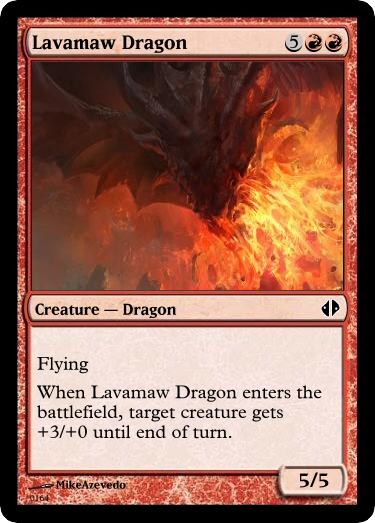 Lavamaw Dragon 5
Creature — Dragon
Flying
When Lavamaw Dragon enters the
battlefield, target creature gets
+3/+0 until end of turn.
MikeAzevedo
5/5